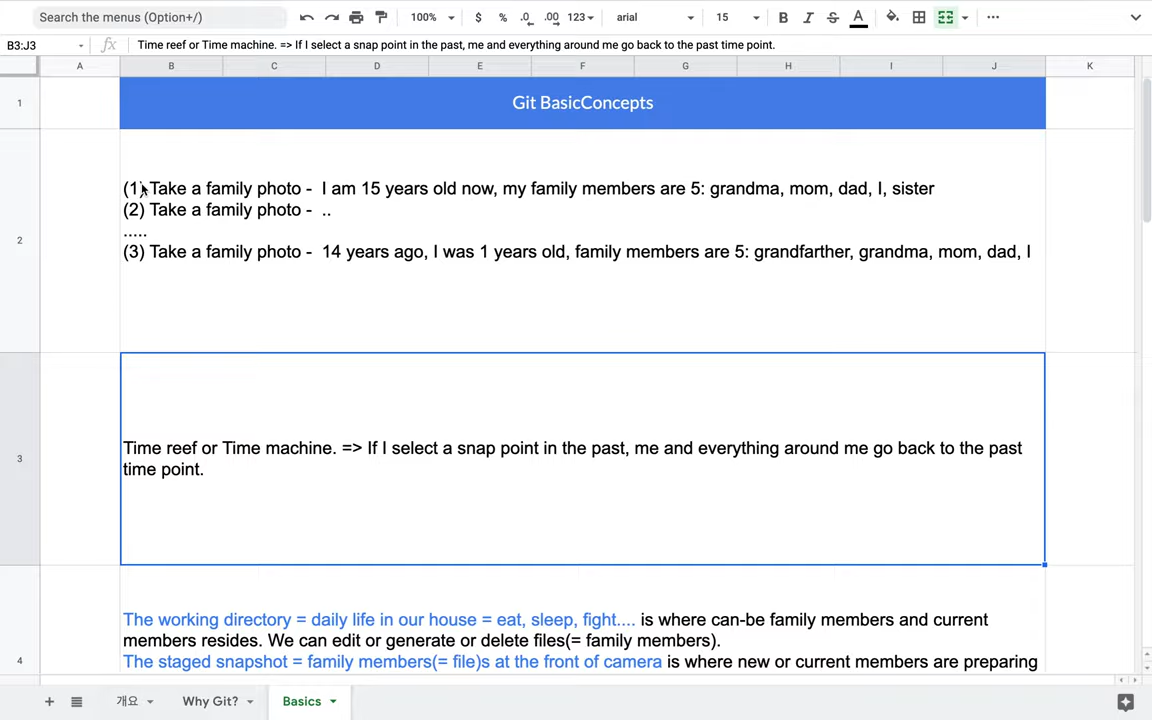 Search the menus (Option+/)
100%
$ % .0 .00 123
arial
15
B I S A
B3:J3
fx Time reef or Time machine. => If I select a snap point in the past, me and everything around me go back to the past time point.
A B C D E F G H I J K
1
Git BasicConcepts
2
(1) Take a family photo - I am 15 years old now, my family members are 5: grandma, mom, dad, I, sister
(2) Take a family photo - ..
.....
(3) Take a family photo - 14 years ago, I was 1 years old, family members are 5: grandfarther, grandma, mom, dad, I
3
Time reef or Time machine. => If I select a snap point in the past, me and everything around me go back to the past
time point.
4
The working directory = daily life in our house = eat, sleep, fight.... is where can-be family members and current
members resides. We can edit or generate or delete files(= family members).
The staged snapshot = family members(= file)s at the front of camera is where new or current members are preparing
개요 Why Git? Basics